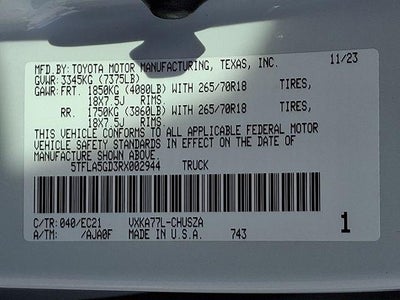 MFD.BY:TOYOTA MOTOR MANUFACTURING, TEXAS, INC. 11/23
GVWR:3345KG (7375LB)
GAWR:FRT. 1850KG (4080LB) WITH 265/70R18 TIRES,
18X7.5J RIMS.
RR. 1750KG (3860LB) WITH 265/70R18 TIRES,
18X7.5J RIMS.
THIS VEHICLE CONFORMS TO ALL APPLICABLE FEDERAL MOTOR
VEHICLE SAFETY STANDARDS IN EFFECT ON THE DATE OF
MANUFACTURE SHOWN ABOVE.
5TFLA5GD3RX002944 TRUCK
C/TR:040/EC21 VXKA77L-CHUSZA
A/TM: /AJA0F MADE IN U.S.A. 743 1